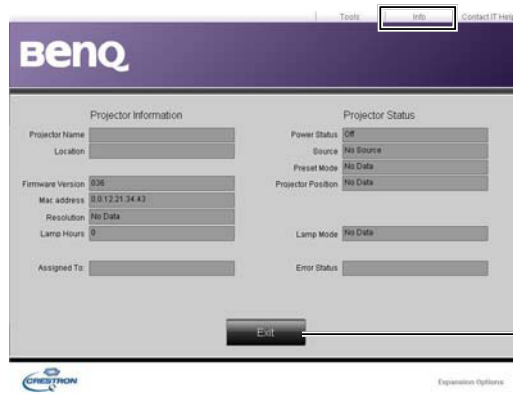 Tools Info Contact IT Help
BenQ
Projector Information Projector Status
Projector Name Power Status Off
Location Source No Source
Preset Mode No Data
Firmware Version 036 Projector Position No Data
Mac address 0.0.12.21.34.43
Resolution No Data
Lamp Hours 0 Lamp Mode No Data
Assigned To: Error Status
Exit
CRESTRON Expansion Options